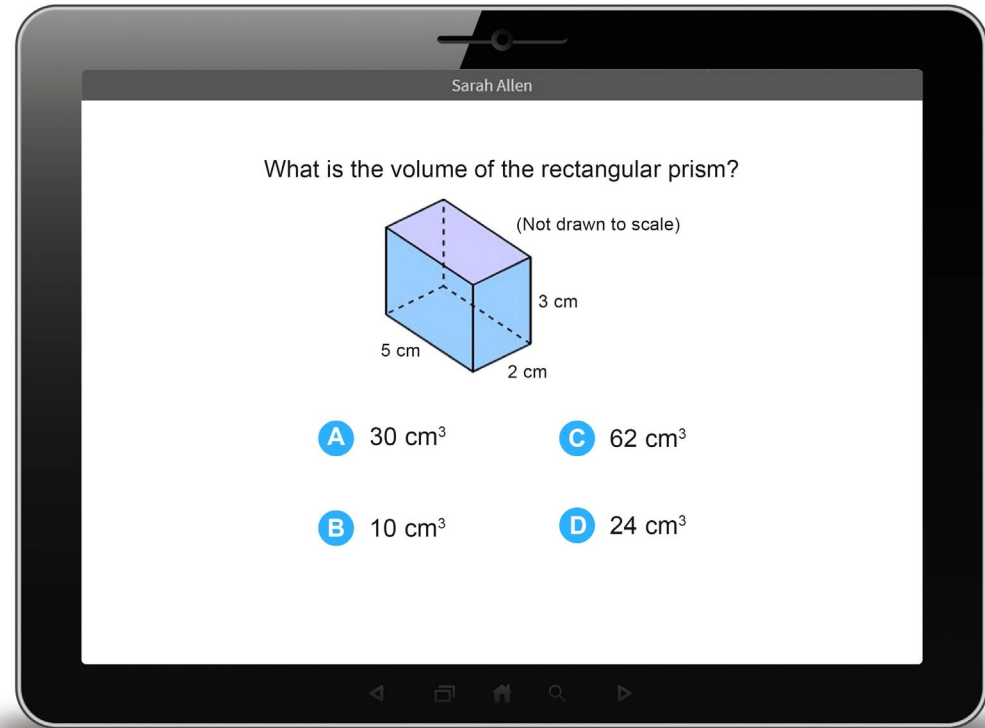 Sarah Allen
What is the volume of the rectangular prism?
(Not drawn to scale)
3 cm
5 cm
2 cm
A 30 cm³
C 62 cm³
B 10 cm³
D 24 cm³